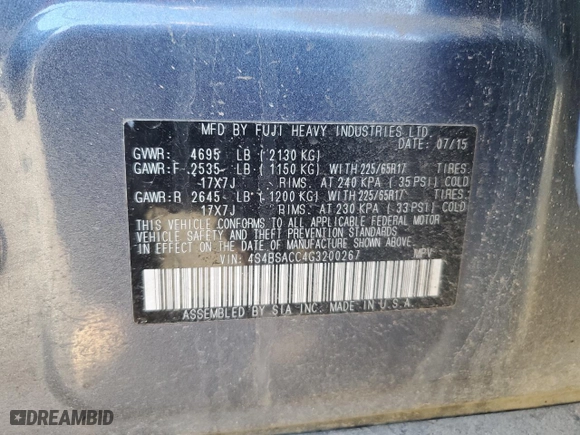 MFD BY FUJI HEAVY INDUSTRIES LTD.
DATE: 07/15
GVWR: 4695 LB (2130 KG)
GAWR:F 2535 LB (1150 KG) WITH 225/65R17 TIRES.
17X7J RIMS. AT 240 KPA (35 PSI) COLD
GAWR:R 2645 LB (1200 KG) WITH 225/65R17 TIRES.
17X7J RIMS. AT 230 KPA (33 PSI) COLD
THIS VEHICLE CONFORMS TO ALL APPLICABLE FEDERAL MOTOR
VEHICLE SAFETY AND THEFT PREVENTION STANDARDS
IN EFFECT ON THE DATE OF MANUFACTURE SHOWN ABOVE.
VIN: 4S4BSACC4G3200267 MPV
ASSEMBLED BY SIA INC. MADE IN U.S.A
DREAMBID